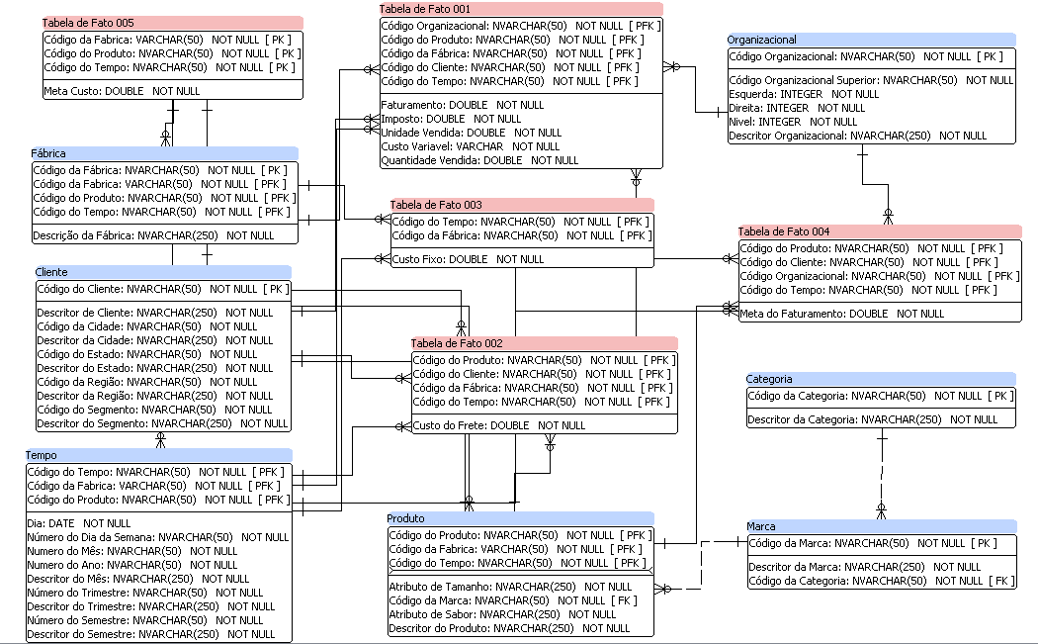 Tabela de Fato 005
Código da Fabrica: VARCHAR(50) NOT NULL [ PK ]
Código do Produto: NVARCHAR(50) NOT NULL [ PK ]
Código do Tempo: NVARCHAR(50) NOT NULL [ PK ]
Meta Custo: DOUBLE NOT NULL
Tabela de Fato 001
Código Organizacional: NVARCHAR(50) NOT NULL [ PFK ]
Código do Produto: NVARCHAR(50) NOT NULL [ PFK ]
Código da Fábrica: NVARCHAR(50) NOT NULL [ PFK ]
Código do Cliente: NVARCHAR(50) NOT NULL [ PFK ]
Código do Tempo: NVARCHAR(50) NOT NULL [ PFK ]
Faturamento: DOUBLE NOT NULL
Imposto: DOUBLE NOT NULL
Unidade Vendida: DOUBLE NOT NULL
Custo Variavel: VARCHAR NOT NULL
Quantidade Vendida: DOUBLE NOT NULL
Organizacional
Código Organizacional: NVARCHAR(50) NOT NULL [ PK ]
Código Organizacional Superior: NVARCHAR(50) NOT NULL
Esquerda: INTEGER NOT NULL
Direita: INTEGER NOT NULL
Nivel: INTEGER NOT NULL
Descritor Organizacional: NVARCHAR(250) NOT NULL
Fábrica
Código da Fábrica: NVARCHAR(50) NOT NULL [ PK ]
Código da Fabrica: VARCHAR(50) NOT NULL [ PFK ]
Código do Produto: NVARCHAR(50) NOT NULL [ PFK ]
Código do Tempo: NVARCHAR(50) NOT NULL [ PFK ]
Descrição da Fábrica: NVARCHAR(250) NOT NULL
Tabela de Fato 003
Código do Tempo: NVARCHAR(50) NOT NULL [ PFK ]
Código da Fábrica: NVARCHAR(50) NOT NULL [ PFK ]
Custo Fixo: DOUBLE NOT NULL
Tabela de Fato 004
Código do Produto: NVARCHAR(50) NOT NULL [ PFK ]
Código do Cliente: NVARCHAR(50) NOT NULL [ PFK ]
Código Organizacional: NVARCHAR(50) NOT NULL [ PFK ]
Código do Tempo: NVARCHAR(50) NOT NULL [ PFK ]
Meta do Faturamento: DOUBLE NOT NULL
Cliente
Código do Cliente: NVARCHAR(50) NOT NULL [ PK ]
Descritor de Cliente: NVARCHAR(250) NOT NULL
Código da Cidade: NVARCHAR(50) NOT NULL
Descritor da Cidade: NVARCHAR(250) NOT NULL
Código do Estado: NVARCHAR(50) NOT NULL
Descritor do Estado: NVARCHAR(250) NOT NULL
Código da Região: NVARCHAR(50) NOT NULL
Descritor da Região: NVARCHAR(250) NOT NULL
Código do Segmento: NVARCHAR(50) NOT NULL
Descritor do Segmento: NVARCHAR(250) NOT NULL
Tabela de Fato 002
Código do Produto: NVARCHAR(50) NOT NULL [ PFK ]
Código do Cliente: NVARCHAR(50) NOT NULL [ PFK ]
Código da Fábrica: NVARCHAR(50) NOT NULL [ PFK ]
Código do Tempo: NVARCHAR(50) NOT NULL [ PFK ]
Custo do Frete: DOUBLE NOT NULL
Categoria
Código da Categoria: NVARCHAR(50) NOT NULL [ PK ]
Descritor da Categoria: NVARCHAR(250) NOT NULL
Tempo
Código do Tempo: NVARCHAR(50) NOT NULL [ PFK ]
Código da Fabrica: VARCHAR(50) NOT NULL [ PFK ]
Código do Produto: NVARCHAR(50) NOT NULL [ PFK ]
Dia: DATE NOT NULL
Número do Dia da Semana: NVARCHAR(50) NOT NULL
Numero do Mês: NVARCHAR(50) NOT NULL
Numero do Ano: NVARCHAR(50) NOT NULL
Descritor do Mês: NVARCHAR(250) NOT NULL
Número do Trimestre: NVARCHAR(50) NOT NULL
Descritor do Trimestre: NVARCHAR(250) NOT NULL
Número do Semestre: NVARCHAR(50) NOT NULL
Descritor do Semestre: NVARCHAR(250) NOT NULL
Produto
Código do Produto: NVARCHAR(50) NOT NULL [ PFK ]
Código da Fabrica: VARCHAR(50) NOT NULL [ PFK ]
Código do Tempo: NVARCHAR(50) NOT NULL [ PFK ]
Atributo de Tamanho: NVARCHAR(250) NOT NULL
Código da Marca: NVARCHAR(50) NOT NULL [ FK ]
Atributo de Sabor: NVARCHAR(250) NOT NULL
Descritor do Produto: NVARCHAR(250) NOT NULL
Marca
Código da Marca: NVARCHAR(50) NOT NULL [ PK ]
Descritor da Marca: NVARCHAR(250) NOT NULL
Código da Categoria: NVARCHAR(50) NOT NULL [ FK ]